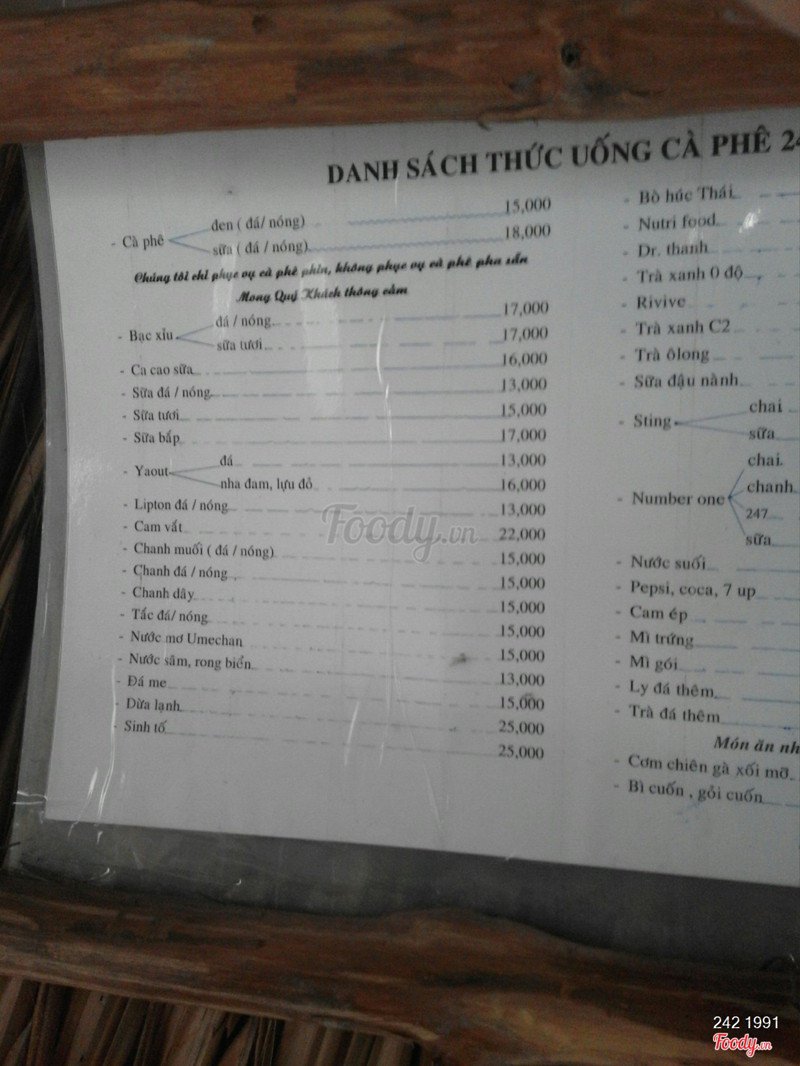 DANH SÁCH THỨC UỐNG CÀ PHÊ 24
- Cà phê
đen ( đá/ nóng) 15,000
sữa ( đá / nóng) 18,000
Chúng tôi chỉ phục vụ cà phê phin, không phục vụ cà phê pha sẵn
Mong Quý Khách thông cảm
- Bạc xỉu
đá / nóng 17,000
sữa tươi 17,000
- Ca cao sữa 16,000
- Sữa đá / nóng 13,000
- Sữa tươi 15,000
- Sữa bắp 17,000
- Yaout
đá 13,000
nha đam, lựu đỏ 16,000
- Lipton đá / nóng 13,000
- Cam vắt 22,000
- Chanh muối ( đá / nóng) 15,000
- Chanh đá / nóng 15,000
- Chanh dây 15,000
- Tắc đá/ nóng 15,000
- Nước mơ Umechan 15,000
- Nước sâm, rong biển 13,000
- Đá me 15,000
- Dừa lạnh 25,000
- Sinh tố 25,000
- Bò húc Thái
- Nutri food
- Dr. thanh
- Trà xanh 0 độ
- Rivive
- Trà xanh C2
- Trà ôlong
- Sữa đậu nành
- Sting
chai
sữa
- Number one
chai
chanh
247
sữa
- Nước suối
- Pepsi, coca, 7 up
- Cam ép
- Mì trứng
- Mì gói
- Ly đá thêm
- Trà đá thêm
Món ăn nh
- Cơm chiên gà xối mỡ
- Bì cuốn , gỏi cuốn
Foody.vn
242 1991
Foody.vn